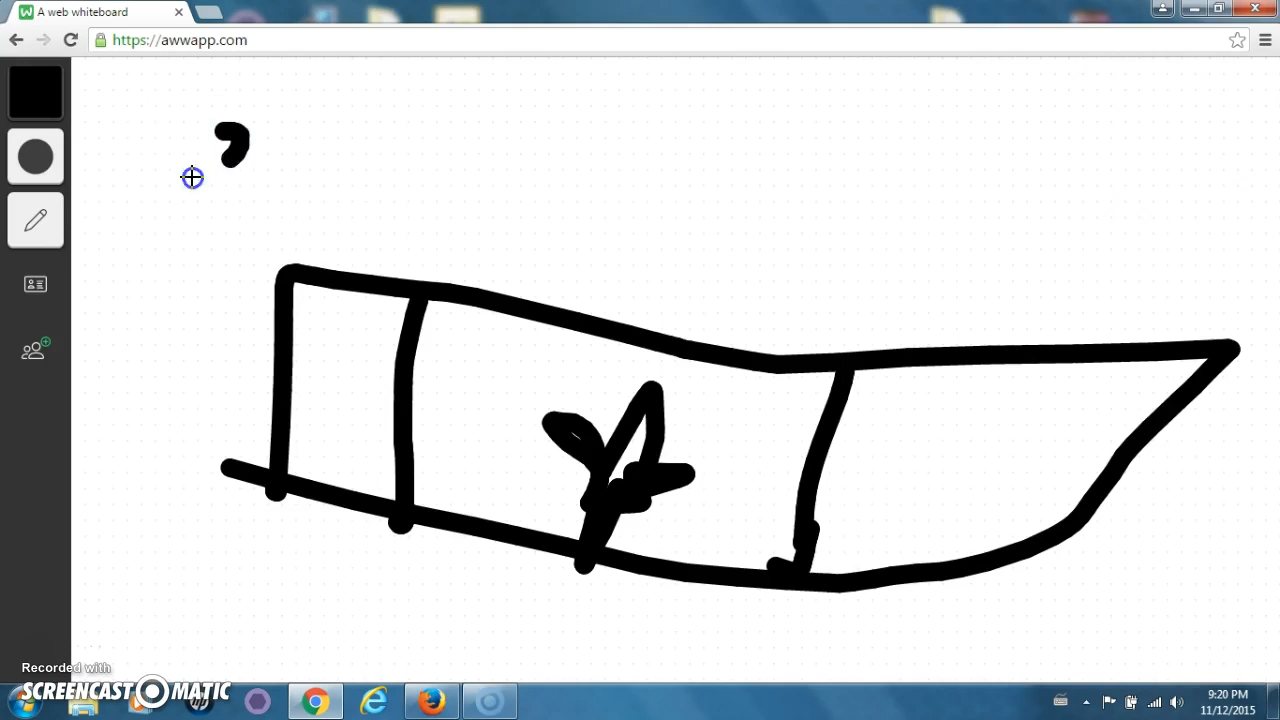 A web whiteboard
https://awwapp.com
Recorded with
SCREENCAST-O-MATIC
9:20 PM
11/12/2015